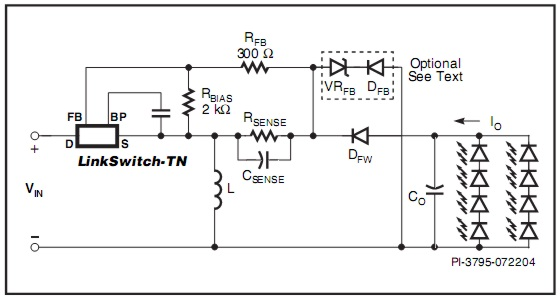 RFB
300 Ω
Optional
See Text
VRFB
DFB
RBIAS
2 kΩ
FB
BP
D
S
LinkSwitch-TN
RSENSE
CSENSE
DFW
IO
+
VIN
L
CO
−
PI-3795-072204